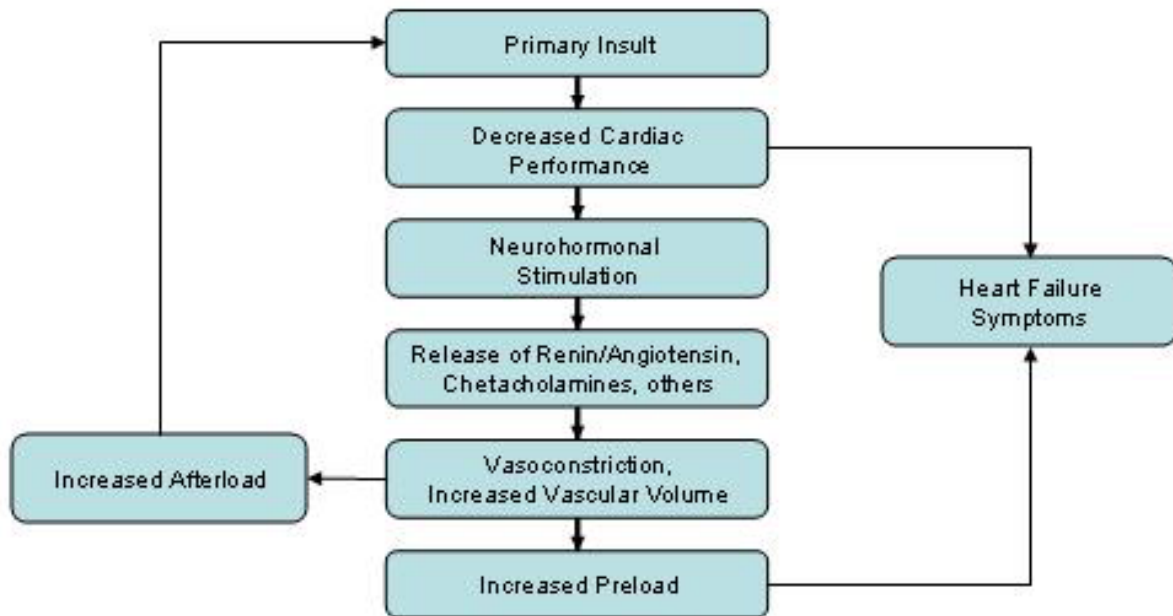 Primary Insult
Decreased Cardiac
Performance
Neurohormonal
Stimulation
Heart Failure
Symptoms
Release of Renin/Angiotensin,
Chetacholamines, others
Increased Afterload
Vasoconstriction,
Increased Vascular Volume
Increased Preload